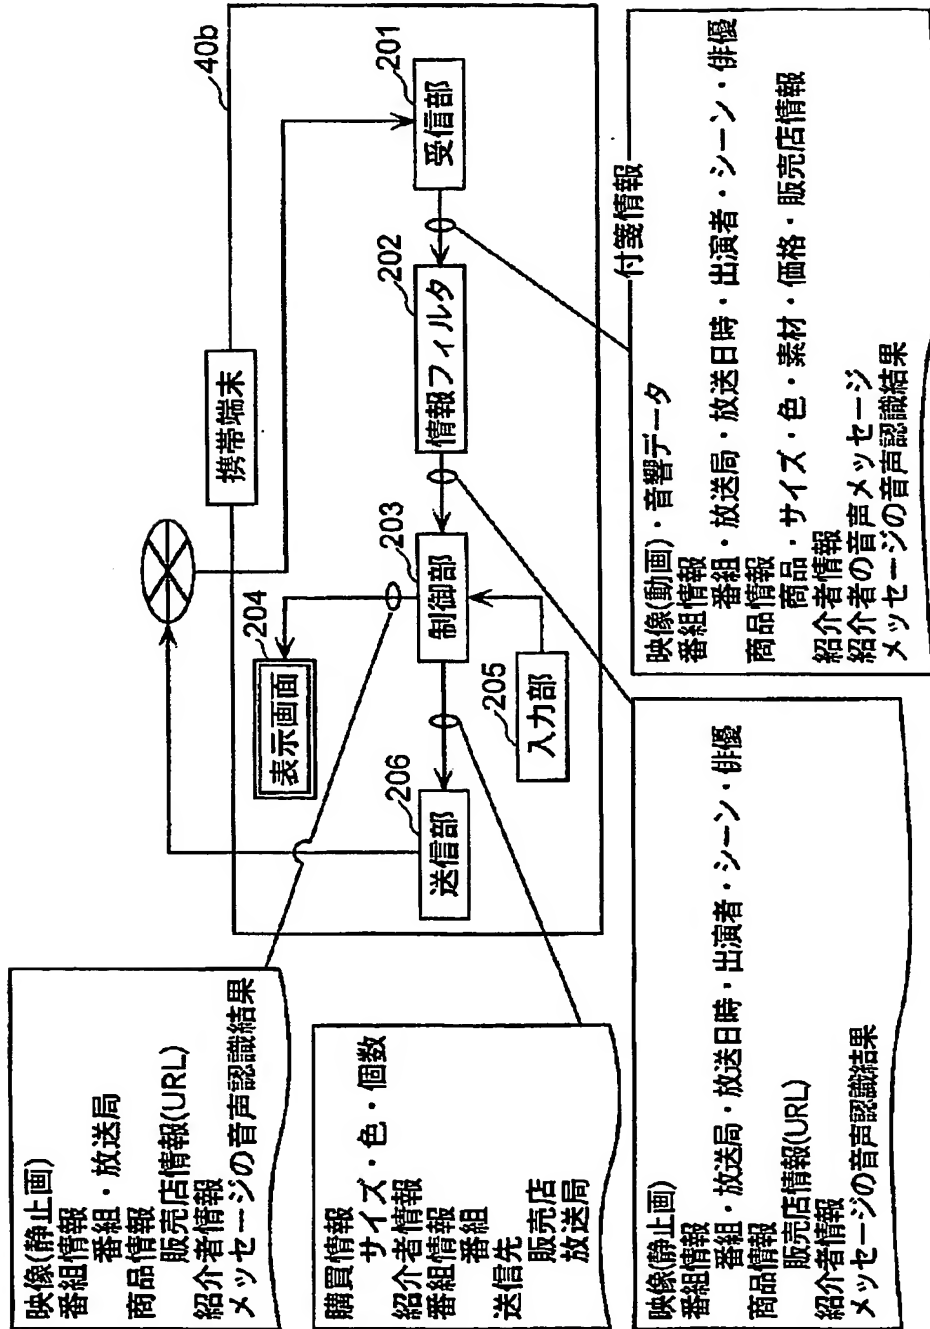 40b
携帯端末
201
受信部
202
情報フィルタ
203
制御部
204
表示画面
205
入力部
206
送信部
付箋情報
映像(動画)・音響データ
番組情報
番組・放送局・放送日時・出演者・シーン・俳優
商品情報
商品・サイズ・色・素材・価格・販売店情報
紹介者情報
紹介者の音声メッセージ
メッセージの音声認識結果
映像(静止画)
番組情報
番組・放送局・放送日時・出演者・シーン・俳優
商品情報
販売店情報(URL)
紹介者情報
メッセージの音声認識結果
映像(静止画)
番組情報
番組・放送局
商品情報
販売店情報(URL)
紹介者情報
メッセージの音声認識結果
購買情報
サイズ・色・個数
紹介者情報
番組情報
番組
送信先
販売店
放送局